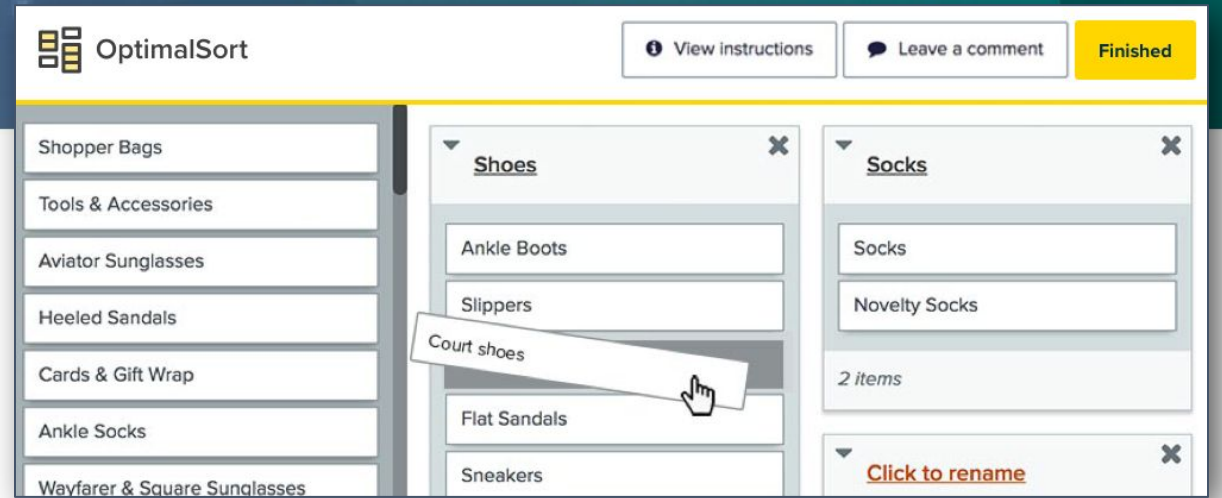 OptimalSort
View instructions
Leave a comment
Finished
Shopper Bags
Tools & Accessories
Aviator Sunglasses
Heeled Sandals
Cards & Gift Wrap
Ankle Socks
Wayfarer & Square Sunglasses
Shoes
Ankle Boots
Slippers
Court shoes
Flat Sandals
Sneakers
Socks
Socks
Novelty Socks
2 items
Click to rename